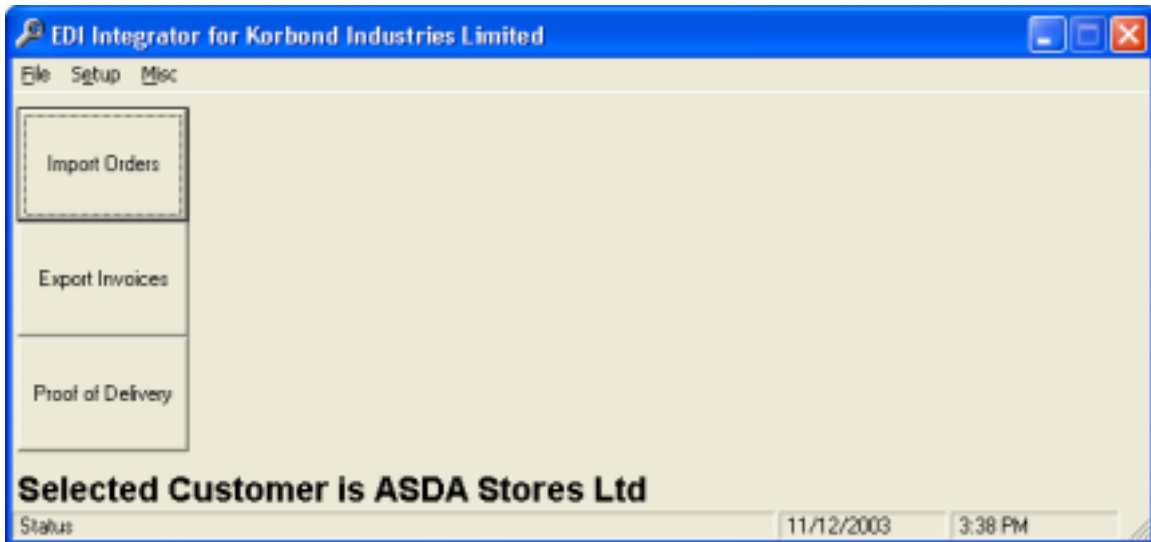 EDI Integrator for Korbond Industries Limited
File Setup Misc
Import Orders
Export Invoices
Proof of Delivery
Selected Customer is ASDA Stores Ltd
Status 11/12/2003 3:38 PM